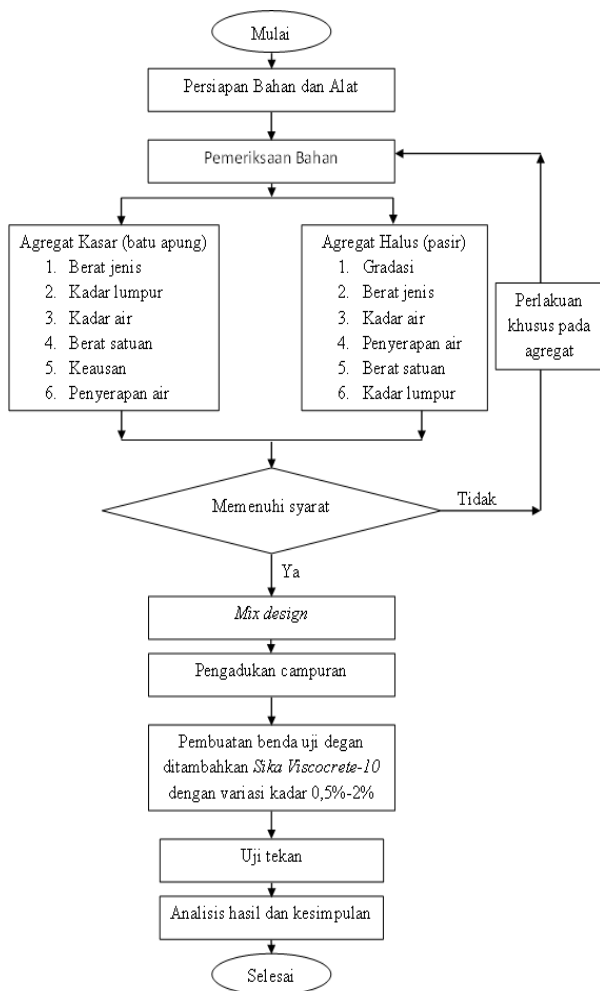 Mulai
Persiapan Bahan dan Alat
Pemeriksaan Bahan
Agregat Kasar (batu apung)
1. Berat jenis
2. Kadar lumpur
3. Kadar air
4. Berat satuan
5. Keausan
6. Penyerapan air
Agregat Halus (pasir)
1. Gradasi
2. Berat jenis
3. Kadar air
4. Penyerapan air
5. Berat satuan
6. Kadar lumpur
Perlakuan
khusus pada
agregat
Memenuhi syarat
Tidak
Ya
Mix design
Pengadukan campuran
Pembuatan benda uji degan
ditambahkan Sika Viscocrete-10
dengan variasi kadar 0,5%-2%
Uji tekan
Analisis hasil dan kesimpulan
Selesai